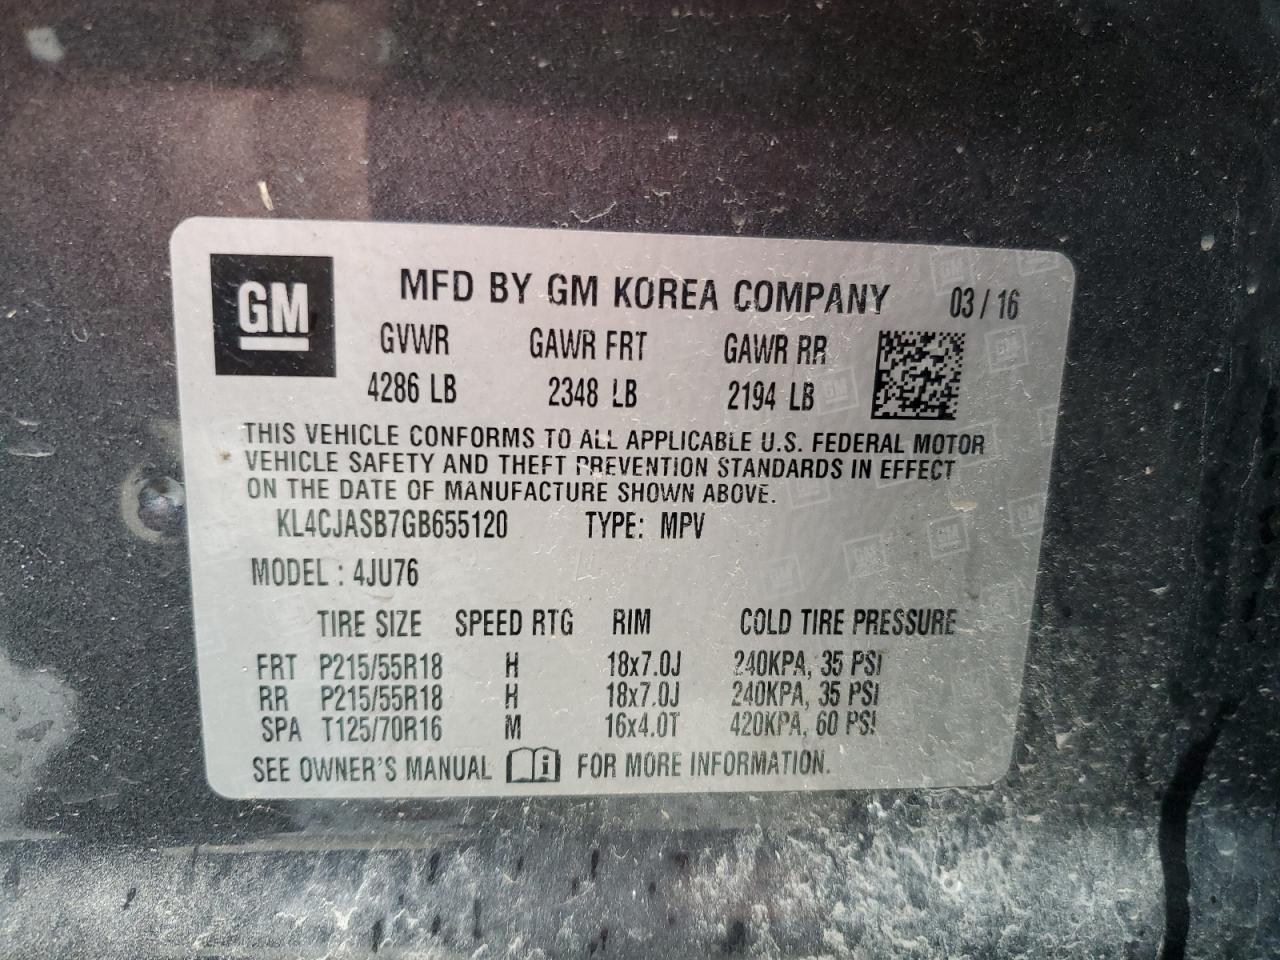 GM
MFD BY GM KOREA COMPANY 03 / 16
GVWR GAWR FRT GAWR RR
4286 LB 2348 LB 2194 LB
THIS VEHICLE CONFORMS TO ALL APPLICABLE U.S. FEDERAL MOTOR
VEHICLE SAFETY AND THEFT PREVENTION STANDARDS IN EFFECT
ON THE DATE OF MANUFACTURE SHOWN ABOVE.
KL4CJASB7GB655120 TYPE: MPV
MODEL : 4JU76
TIRE SIZE SPEED RTG RIM COLD TIRE PRESSURE
FRT P215/55R18 H 18x7.0J 240KPA, 35 PSI
RR P215/55R18 H 18x7.0J 240KPA, 35 PSI
SPA T125/70R16 M 16x4.0T 420KPA, 60 PSI
SEE OWNER'S MANUAL i FOR MORE INFORMATION.